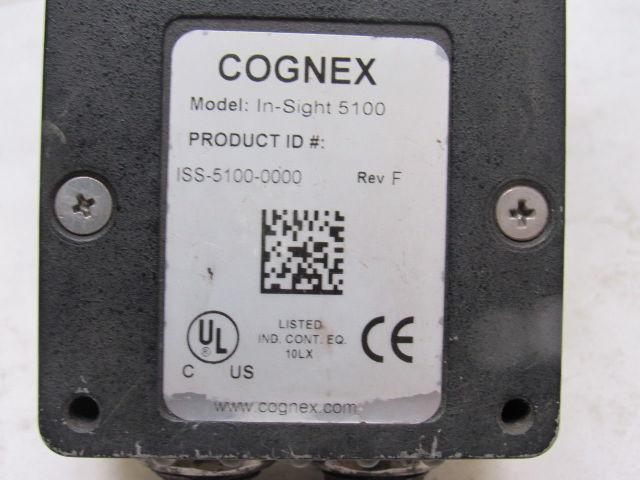 COGNEX
Model: In-Sight 5100
PRODUCT ID #:
ISS-5100-0000 Rev F
UL
®
C US
LISTED
IND. CONT. EQ.
10LX
CE
www.cognex.com